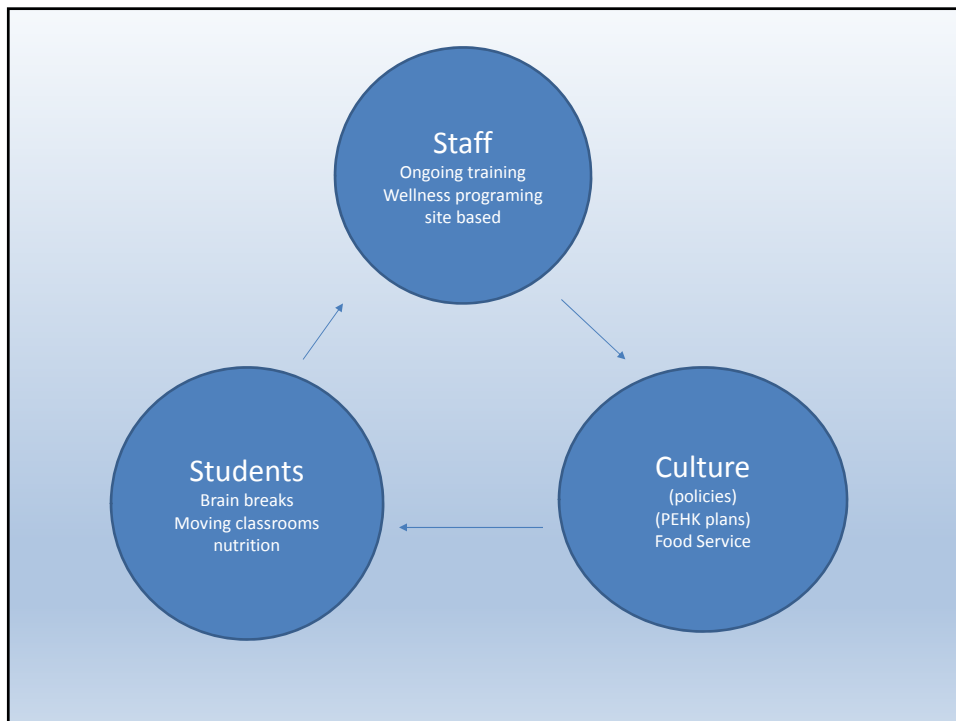 Staff
Ongoing training
Wellness programing
site based
Students
Brain breaks
Moving classrooms
nutrition
Culture
(policies)
(PEHK plans)
Food Service